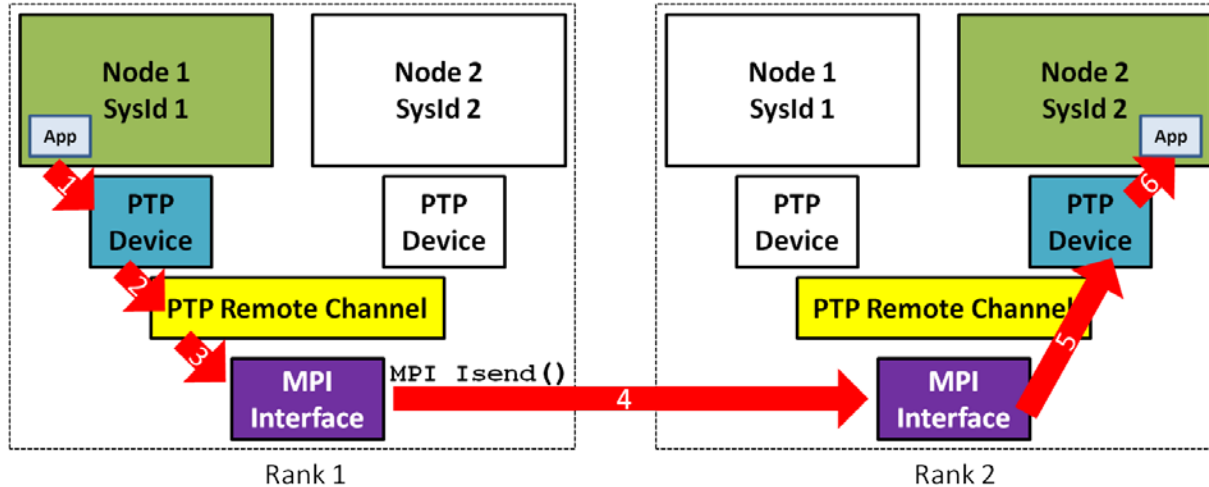 Node 1
SysId 1
App
Node 2
SysId 2
1
PTP
Device
PTP
Device
2
PTP Remote Channel
3
MPI
Interface
MPI Isend()
Rank 1
4
Node 1
SysId 1
Node 2
SysId 2
App
6
PTP
Device
PTP
Device
PTP Remote Channel
5
MPI
Interface
Rank 2